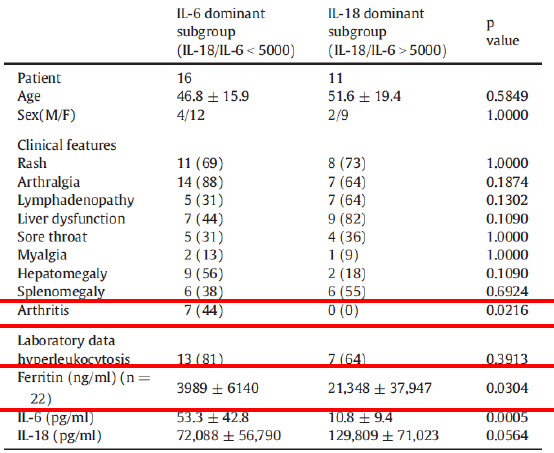 IL-6 dominant subgroup (IL-18/IL-6 < 5000) IL-18 dominant subgroup (IL-18/IL-6 > 5000) p value
Patient 16 11
Age 46.8 ± 15.9 51.6 ± 19.4 0.5849
Sex(M/F) 4/12 2/9 1.0000
Clinical features
Rash 11 (69) 8 (73) 1.0000
Arthralgia 14 (88) 7 (64) 0.1874
Lymphadenopathy 5 (31) 7 (64) 0.1302
Liver dysfunction 7 (44) 9 (82) 0.1090
Sore throat 5 (31) 4 (36) 1.0000
Myalgia 2 (13) 1 (9) 1.0000
Hepatomegaly 9 (56) 2 (18) 0.1090
Splenomegaly 6 (38) 6 (55) 0.6924
Arthritis 7 (44) 0 (0) 0.0216
Laboratory data
hyperleukocytosis 13 (81) 7 (64) 0.3913
Ferritin (ng/ml) (n = 22) 3989 ± 6140 21,348 ± 37,947 0.0304
IL-6 (pg/ml) 53.3 ± 42.8 10.8 ± 9.4 0.0005
IL-18 (pg/ml) 72,088 ± 56,790 129,809 ± 71,023 0.0564